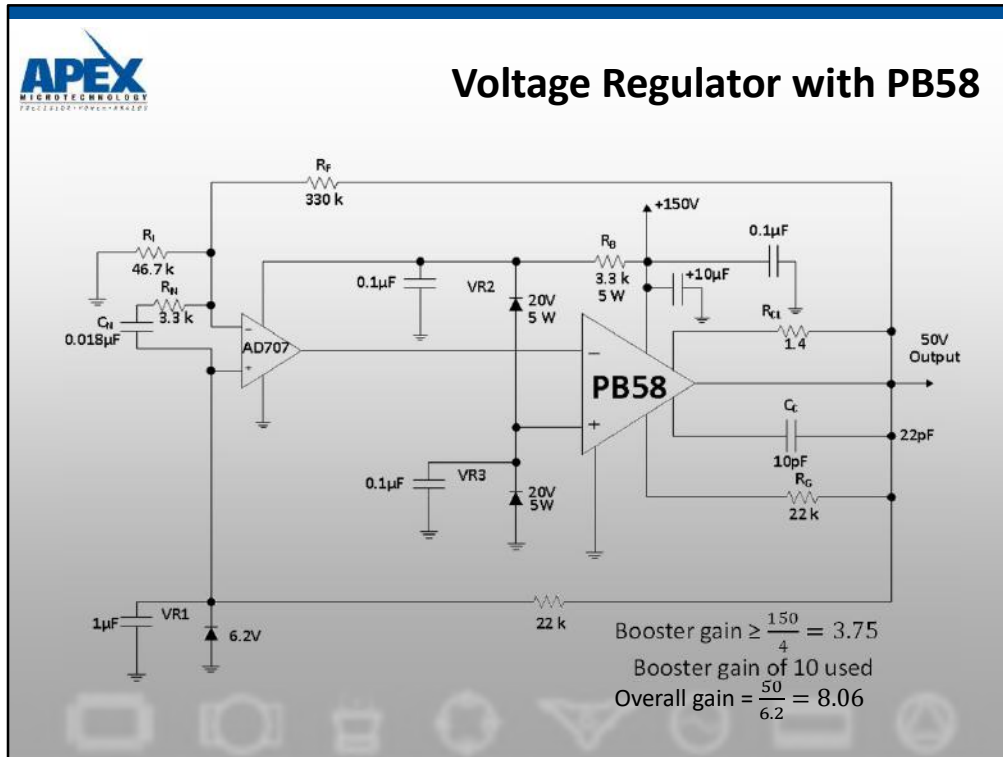 APEX
MICROTECHNOLOGY
PRECISION • POWER • ANALOG
Voltage Regulator with PB58
RF
330 k
+150V
0.1µF
RI
46.7 k
RB
3.3 k
5 W
+10µF
0.1µF
VR2
RIN
3.3 k
CN
0.018µF
20V
5 W
RCL
1.4
50V
Output
−
AD707
+
−
PB58
+
CC
10pF
22pF
0.1µF
VR3
20V
5W
RG
22 k
1µF
VR1
6.2V
22 k
Booster gain ≥ 150/4 = 3.75
Booster gain of 10 used
Overall gain = 50/6.2 = 8.06